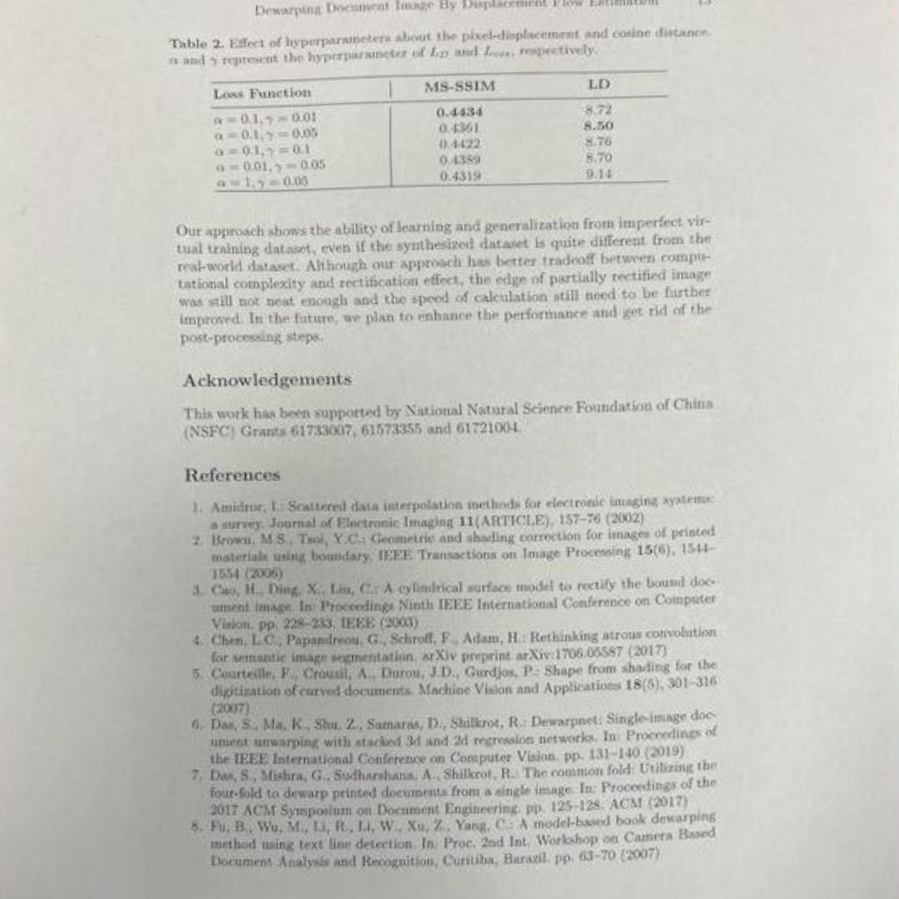 Dewarping Document Image By Displacement Flow Estimation 13
Table 2. Effect of hyperparameters about the pixel-displacement and cosine distance.
α and γ represent the hyperparameter of L_D and L_cos, respectively.
Loss Function MS-SSIM LD
α = 0.1, γ = 0.01 0.4434 8.72
α = 0.1, γ = 0.05 0.4361 8.50
α = 0.1, γ = 0.1 0.4422 8.76
α = 0.01, γ = 0.05 0.4389 8.70
α = 1, γ = 0.05 0.4319 9.14
Our approach shows the ability of learning and generalization from imperfect vir-
tual training dataset, even if the synthesized dataset is quite different from the
real-world dataset. Although our approach has better tradeoff between compu-
tational complexity and rectification effect, the edge of partially rectified image
was still not neat enough and the speed of calculation still need to be further
improved. In the future, we plan to enhance the performance and get rid of the
post-processing steps.
Acknowledgements
This work has been supported by National Natural Science Foundation of China
(NSFC) Grants 61733007, 61573355 and 61721004.
References
1. Amidror, I.: Scattered data interpolation methods for electronic imaging systems:
a survey. Journal of Electronic Imaging 11(ARTICLE), 157–76 (2002)
2. Brown, M.S., Tsoi, Y.C.: Geometric and shading correction for images of printed
materials using boundary. IEEE Transactions on Image Processing 15(6), 1544–
1554 (2006)
3. Cao, H., Ding, X., Liu, C.: A cylindrical surface model to rectify the bound doc-
ument image. In: Proceedings Ninth IEEE International Conference on Computer
Vision. pp. 228–233. IEEE (2003)
4. Chen, L.C., Papandreou, G., Schroff, F., Adam, H.: Rethinking atrous convolution
for semantic image segmentation. arXiv preprint arXiv:1706.05587 (2017)
5. Courteille, F., Crouzil, A., Durou, J.D., Gurdjos, P.: Shape from shading for the
digitization of curved documents. Machine Vision and Applications 18(5), 301–316
(2007)
6. Das, S., Ma, K., Shu, Z., Samaras, D., Shilkrot, R.: Dewarpnet: Single-image doc-
ument unwarping with stacked 3d and 2d regression networks. In: Proceedings of
the IEEE International Conference on Computer Vision. pp. 131–140 (2019)
7. Das, S., Mishra, G., Sudharshana, A., Shilkrot, R.: The common fold: Utilizing the
four-fold to dewarp printed documents from a single image. In: Proceedings of the
2017 ACM Symposium on Document Engineering. pp. 125–128. ACM (2017)
8. Fu, B., Wu, M., Li, R., Li, W., Xu, Z., Yang, C.: A model-based book dewarping
method using text line detection. In: Proc. 2nd Int. Workshop on Camera Based
Document Analysis and Recognition, Curitiba, Barazil. pp. 63–70 (2007)